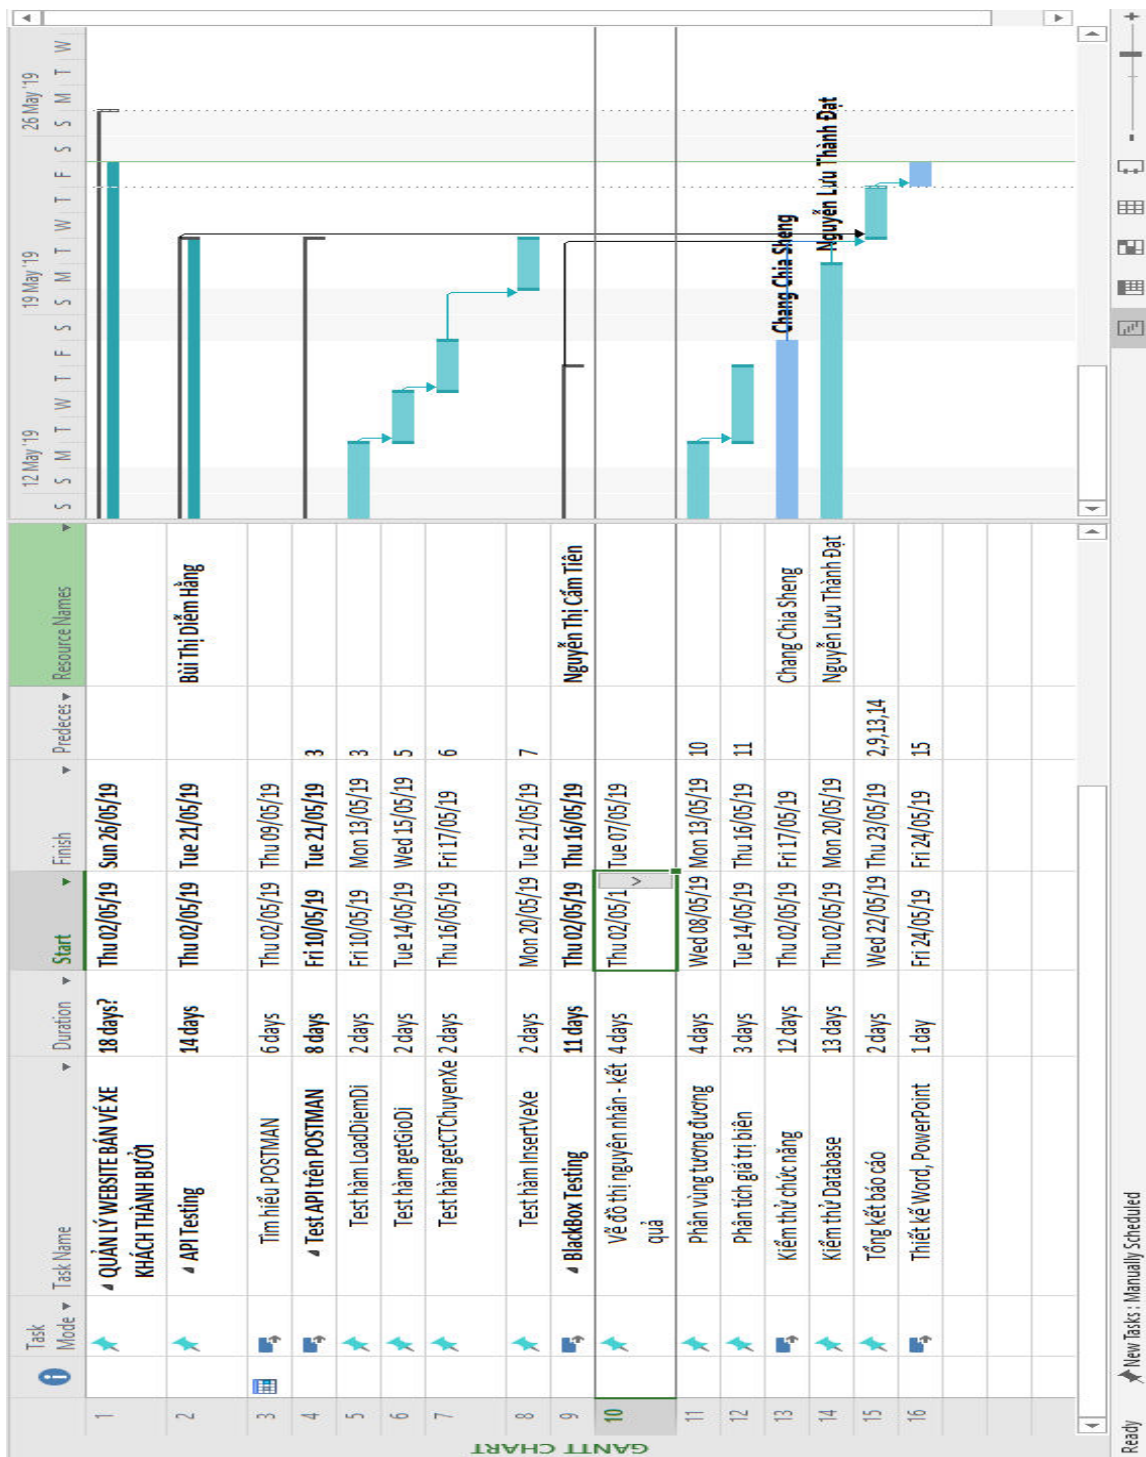 Task Mode Task Name Duration Start Finish Predeces Resource Names
12 May '19 19 May '19 26 May '19
S S M T W T F S S M T W T F S S M T W
1 QUẢN LÝ WEBSITE BÁN VÉ XE 18 days? Thu 02/05/19 Sun 26/05/19
KHÁCH THÀNH BƯỞI
2 API Testing 14 days Thu 02/05/19 Tue 21/05/19 Bùi Thị Diễm Hằng
3 Tìm hiểu POSTMAN 6 days Thu 02/05/19 Thu 09/05/19
4 Test API trên POSTMAN 8 days Fri 10/05/19 Tue 21/05/19 3
5 Test hàm LoadDiemDi 2 days Fri 10/05/19 Mon 13/05/19 3
6 Test hàm getGioDi 2 days Tue 14/05/19 Wed 15/05/19 5
7 Test hàm getCTChuyenXe 2 days Thu 16/05/19 Fri 17/05/19 6
8 Test hàm InsertVeXe 2 days Mon 20/05/19 Tue 21/05/19 7
9 BlackBox Testing 11 days Thu 02/05/19 Thu 16/05/19 Nguyễn Thị Cẩm Tiên
10 Vẽ đồ thị nguyên nhân - kết 4 days Thu 02/05/1 Tue 07/05/19
quả
11 Phân vùng tương đương 4 days Wed 08/05/19 Mon 13/05/19 10
12 Phân tích giá trị biên 3 days Tue 14/05/19 Thu 16/05/19 11
13 Kiểm thử chức năng 12 days Thu 02/05/19 Fri 17/05/19 Chang Chia Sheng Chang Chia Sheng
14 Kiểm thử Database 13 days Thu 02/05/19 Mon 20/05/19 Nguyễn Lưu Thành Đạt Nguyễn Lưu Thành Đạt
15 Tổng kết báo cáo 2 days Wed 22/05/19 Thu 23/05/19 2,9,13,14
16 Thiết kế Word, PowerPoint 1 day Fri 24/05/19 Fri 24/05/19 15
GANTT CHART
Ready New Tasks : Manually Scheduled